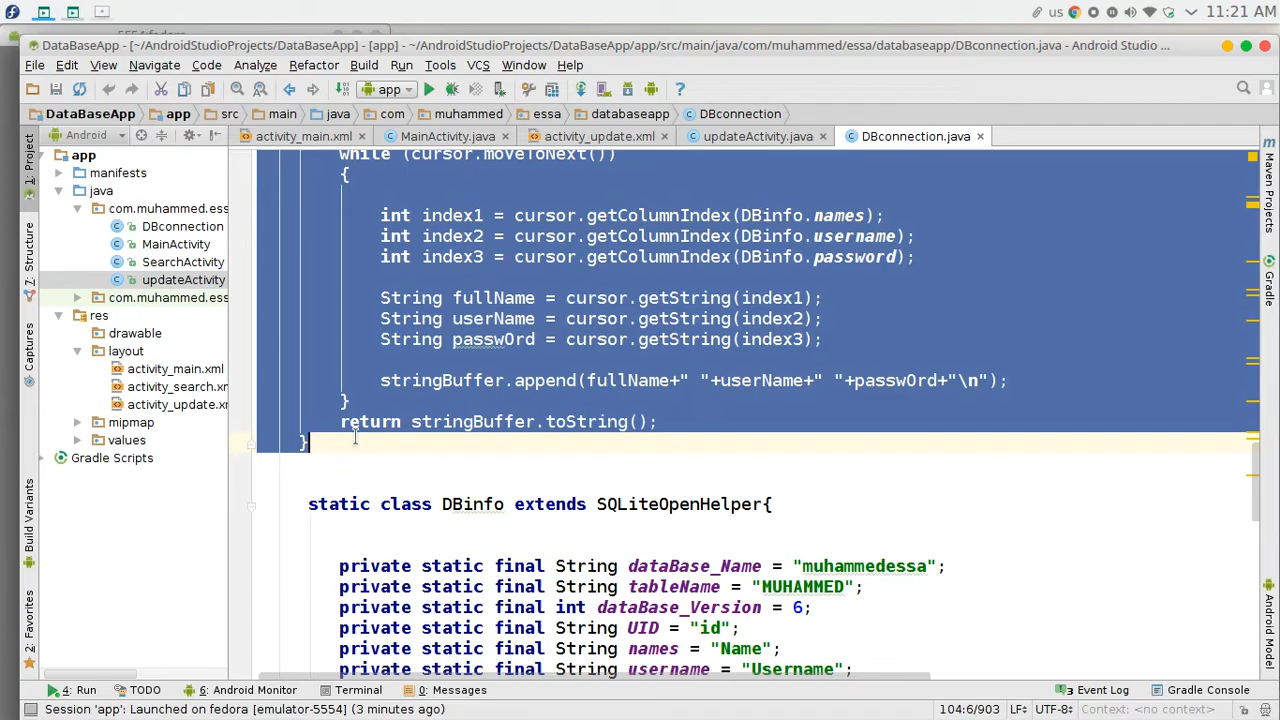 us
11:21 AM
5554:fedora
DataBaseApp - [~/AndroidStudioProjects/DataBaseApp] - [app] - ~/AndroidStudioProjects/DataBaseApp/app/src/main/java/com/muhammed/essa/databaseapp/DBconnection.java - Android Studio ...
File Edit View Navigate Code Analyze Refactor Build Run Tools VCS Window Help
app
DataBaseApp app src main java com muhammed essa databaseapp DBconnection
Android
activity_main.xml MainActivity.java activity_update.xml updateActivity.java DBconnection.java
1: Project
Z: Structure
Captures
Build Variants
2: Favorites
app
manifests
java
com.muhammed.ess
DBconnection
MainActivity
SearchActivity
updateActivity
com.muhammed.ess
res
drawable
layout
activity_main.xml
activity_search.xm
activity_update.xm
mipmap
values
Gradle Scripts
while (cursor.moveToNext())
{
int index1 = cursor.getColumnIndex(DBinfo.names);
int index2 = cursor.getColumnIndex(DBinfo.username);
int index3 = cursor.getColumnIndex(DBinfo.password);
String fullName = cursor.getString(index1);
String userName = cursor.getString(index2);
String passwOrd = cursor.getString(index3);
stringBuffer.append(fullName+" "+userName+" "+passwOrd+"\n");
}
return stringBuffer.toString();
}
static class DBinfo extends SQLiteOpenHelper{
private static final String dataBase_Name = "muhammedessa";
private static final String tableName = "MUHAMMED";
private static final int dataBase_Version = 6;
private static final String UID = "id";
private static final String names = "Name";
private static final String username = "Username";
Maven Projects
Gradle
Android Model
4: Run TODO 6: Android Monitor Terminal 0: Messages 3 Event Log Gradle Console
Session 'app': Launched on fedora [emulator-5554] (3 minutes ago) 104:6/903 LF UTF-8 Context: <no context>